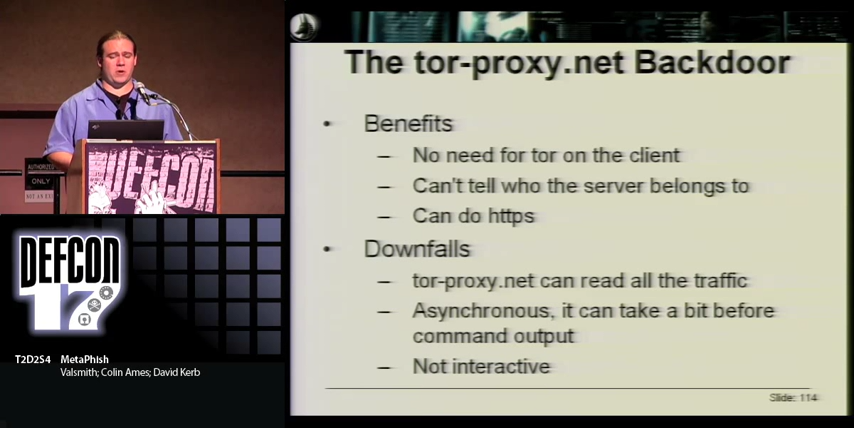 The tor-proxy.net Backdoor
• Benefits
– No need for tor on the client
– Can't tell who the server belongs to
– Can do https
• Downfalls
– tor-proxy.net can read all the traffic
– Asynchronous, it can take a bit before
command output
– Not interactive
Slide: 114
AUTHORIZED
ONLY
DEFCON
DEFCON
17
T2D2S4 MetaPhish
Valsmith; Colin Ames; David Kerb